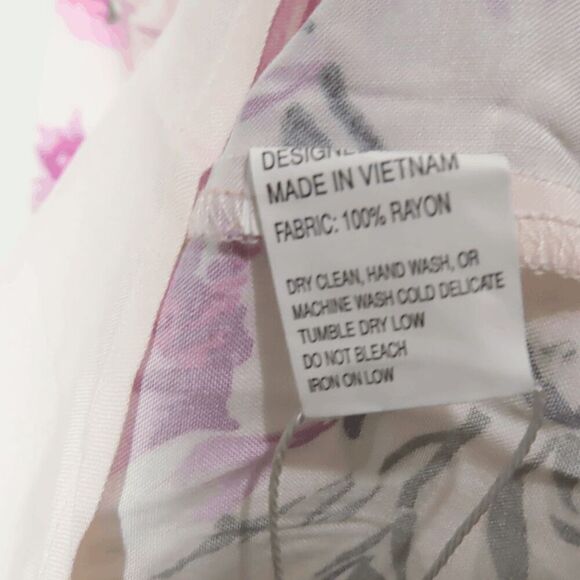 MADE IN VIETNAM
FABRIC: 100% RAYON
DRY CLEAN, HAND WASH, OR
MACHINE WASH COLD DELICATE
TUMBLE DRY LOW
DO NOT BLEACH
IRON ON LOW